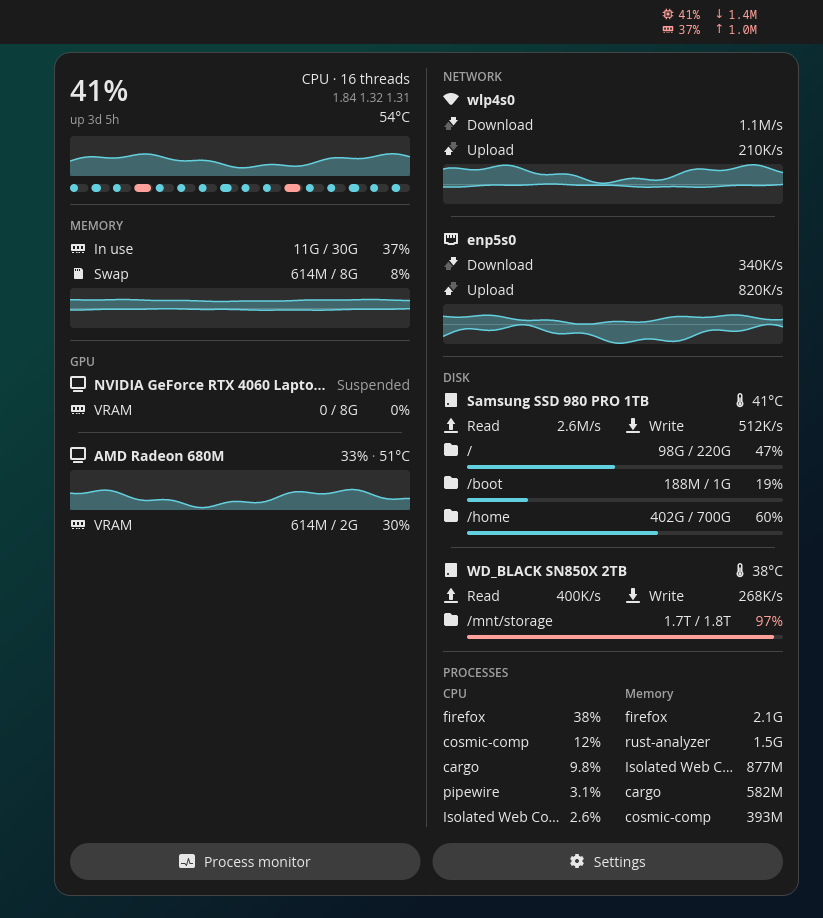 41% ↓ 1.4M
37% ↑ 1.0M
41%
up 3d 5h
CPU · 16 threads
1.84 1.32 1.31
54°C
MEMORY
In use 11G / 30G 37%
Swap 614M / 8G 8%
GPU
NVIDIA GeForce RTX 4060 Lapto... Suspended
VRAM 0 / 8G 0%
AMD Radeon 680M 33% · 51°C
VRAM 614M / 2G 30%
NETWORK
wlp4s0
Download 1.1M/s
Upload 210K/s
enp5s0
Download 340K/s
Upload 820K/s
DISK
Samsung SSD 980 PRO 1TB 41°C
Read 2.6M/s Write 512K/s
/ 98G / 220G 47%
/boot 188M / 1G 19%
/home 402G / 700G 60%
WD_BLACK SN850X 2TB 38°C
Read 400K/s Write 268K/s
/mnt/storage 1.7T / 1.8T 97%
PROCESSES
CPU Memory
firefox 38% firefox 2.1G
cosmic-comp 12% rust-analyzer 1.5G
cargo 9.8% Isolated Web C... 877M
pipewire 3.1% cargo 582M
Isolated Web Co... 2.6% cosmic-comp 393M
Process monitor Settings